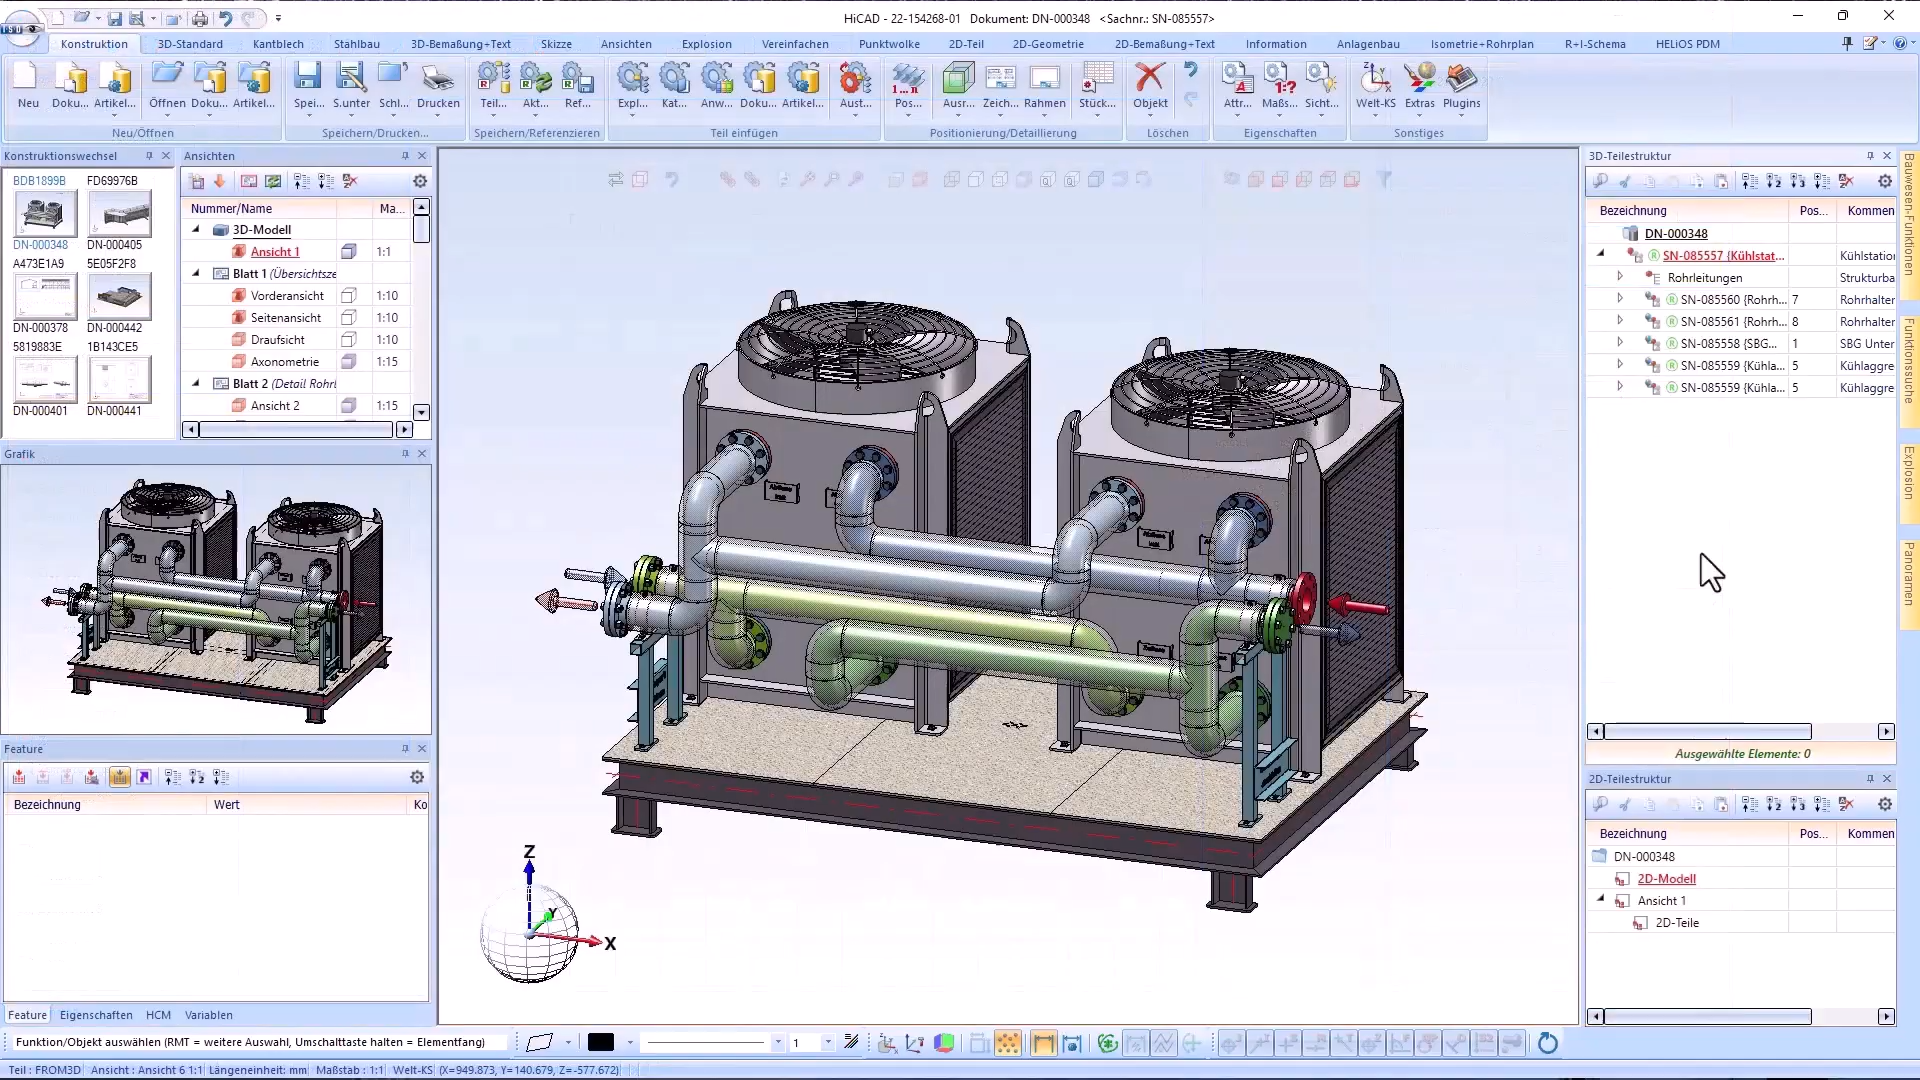 HiCAD - 22-154268-01   Dokument: DN-000348   <Sachnr.: SN-085557>
ISD
Konstruktion  3D-Standard  Kantblech  Stahlbau  3D-Bemaßung+Text  Skizze  Ansichten  Explosion  Vereinfachen  Punktwolke  2D-Teil  2D-Geometrie  2D-Bemaßung+Text  Information  Anlagenbau  Isometrie+Rohrplan  R+I-Schema  HELiOS PDM
Neu  Doku...  Artikel...  Öffnen  Doku...  Artikel...  Spei...  S.unter  Schl...  Drucken  Teil...  Akt...  Ref...  Expl...  Kat...  Anw...  Doku...  Artikel...  Aust...  Pos...  Ausr...  Zeich...  Rahmen  Stück...  Objekt  Attr...  Maßs...  Sicht...  Welt-KS  Extras  Plugins
Neu/Öffnen  Speichern/Drucken...  Speichern/Referenzieren  Teil einfügen  Positionierung/Detaillierung  Löschen  Eigenschaften  Sonstiges
Konstruktionswechsel
BDB1899B  FD69976B
DN-000348  DN-000405
A473E1A9  5E05F2F8
DN-000378  DN-000442
5819883E  1B143CE5
DN-000401  DN-000441
Ansichten
Nummer/Name  Ma...
3D-Modell
Ansicht 1  1:1
Blatt 1 (Übersichtsze
Vorderansicht  1:10
Seitenansicht  1:10
Draufsicht  1:10
Axonometrie  1:15
Blatt 2 (Detail Rohrl
Ansicht 2  1:15
Grafik
Feature
Bezeichnung  Wert  Ko
Feature  Eigenschaften  HCM  Variablen
Z
Y
X
3D-Teilestruktur
Bezeichnung  Pos...  Kommen
DN-000348
SN-085557 {Kühlstat...  Kühlstation
Rohrleitungen  Strukturba
SN-085560 {Rohrh...  7  Rohrhalter
SN-085561 {Rohrh...  8  Rohrhalter
SN-085558 {SBG...  1  SBG Unter
SN-085559 {Kühla...  5  Kühlaggre
SN-085559 {Kühla...  5  Kühlaggre
Ausgewählte Elemente: 0
2D-Teilestruktur
Bezeichnung  Pos...  Kommen
DN-000348
2D-Modell
Ansicht 1
2D-Teile
Bauwesen-Funktionen
Funktionssuche
Explosion
Panoramen
Funktion/Objekt auswählen (RMT = weitere Auswahl, Umschalttaste halten = Elementfang)  1
Teil : FROM3D  Ansicht : Ansicht 6 1:1  Längeneinheit: mm  Maßstab : 1:1  Welt-KS  (X=949.873, Y=140.679, Z=-577.672)